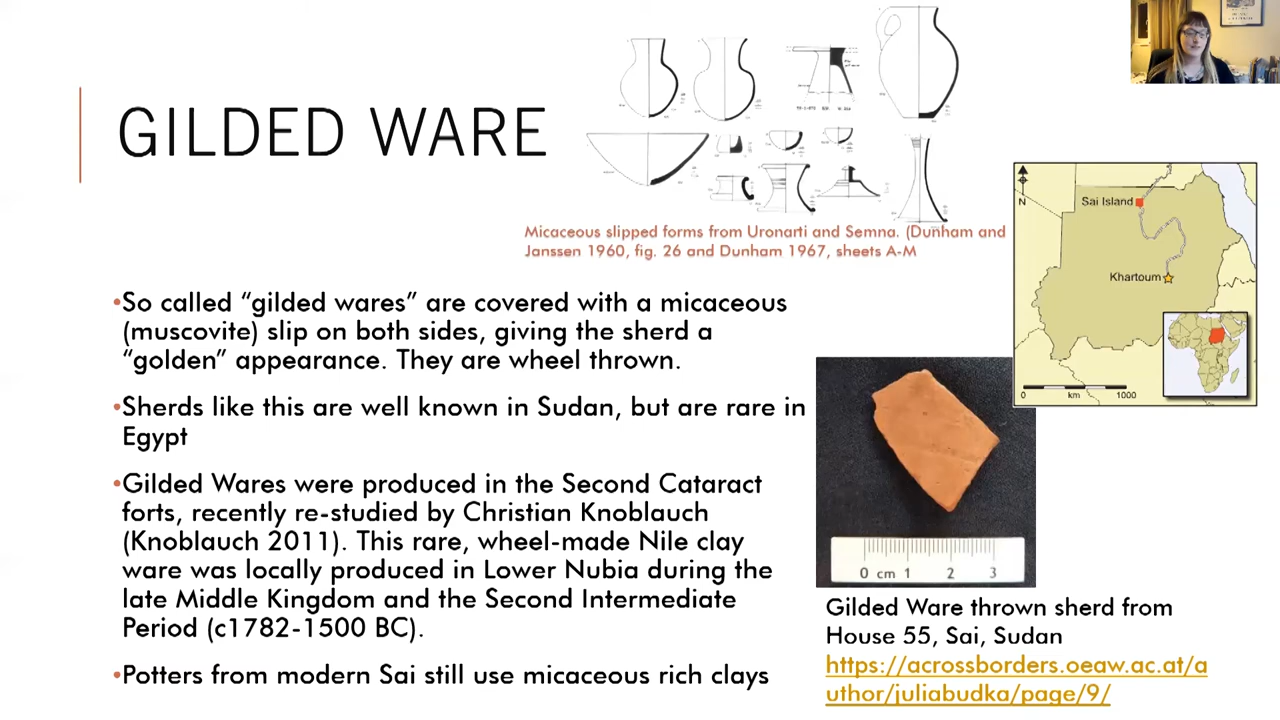 GILDED WARE
Micaceous slipped forms from Uronarti and Semna. (Dunham and
Janssen 1960, fig. 26 and Dunham 1967, sheets A-M
•So called “gilded wares” are covered with a micaceous
(muscovite) slip on both sides, giving the sherd a
“golden” appearance. They are wheel thrown.
•Sherds like this are well known in Sudan, but are rare in
Egypt
•Gilded Wares were produced in the Second Cataract
forts, recently re-studied by Christian Knoblauch
(Knoblauch 2011). This rare, wheel-made Nile clay
ware was locally produced in Lower Nubia during the
late Middle Kingdom and the Second Intermediate
Period (c1782-1500 BC).
•Potters from modern Sai still use micaceous rich clays
N
Sai Island
Khartoum
0 km 1000
0 cm 1 2 3
Gilded Ware thrown sherd from
House 55, Sai, Sudan
https://acrossborders.oeaw.ac.at/a
uthor/juliabudka/page/9/